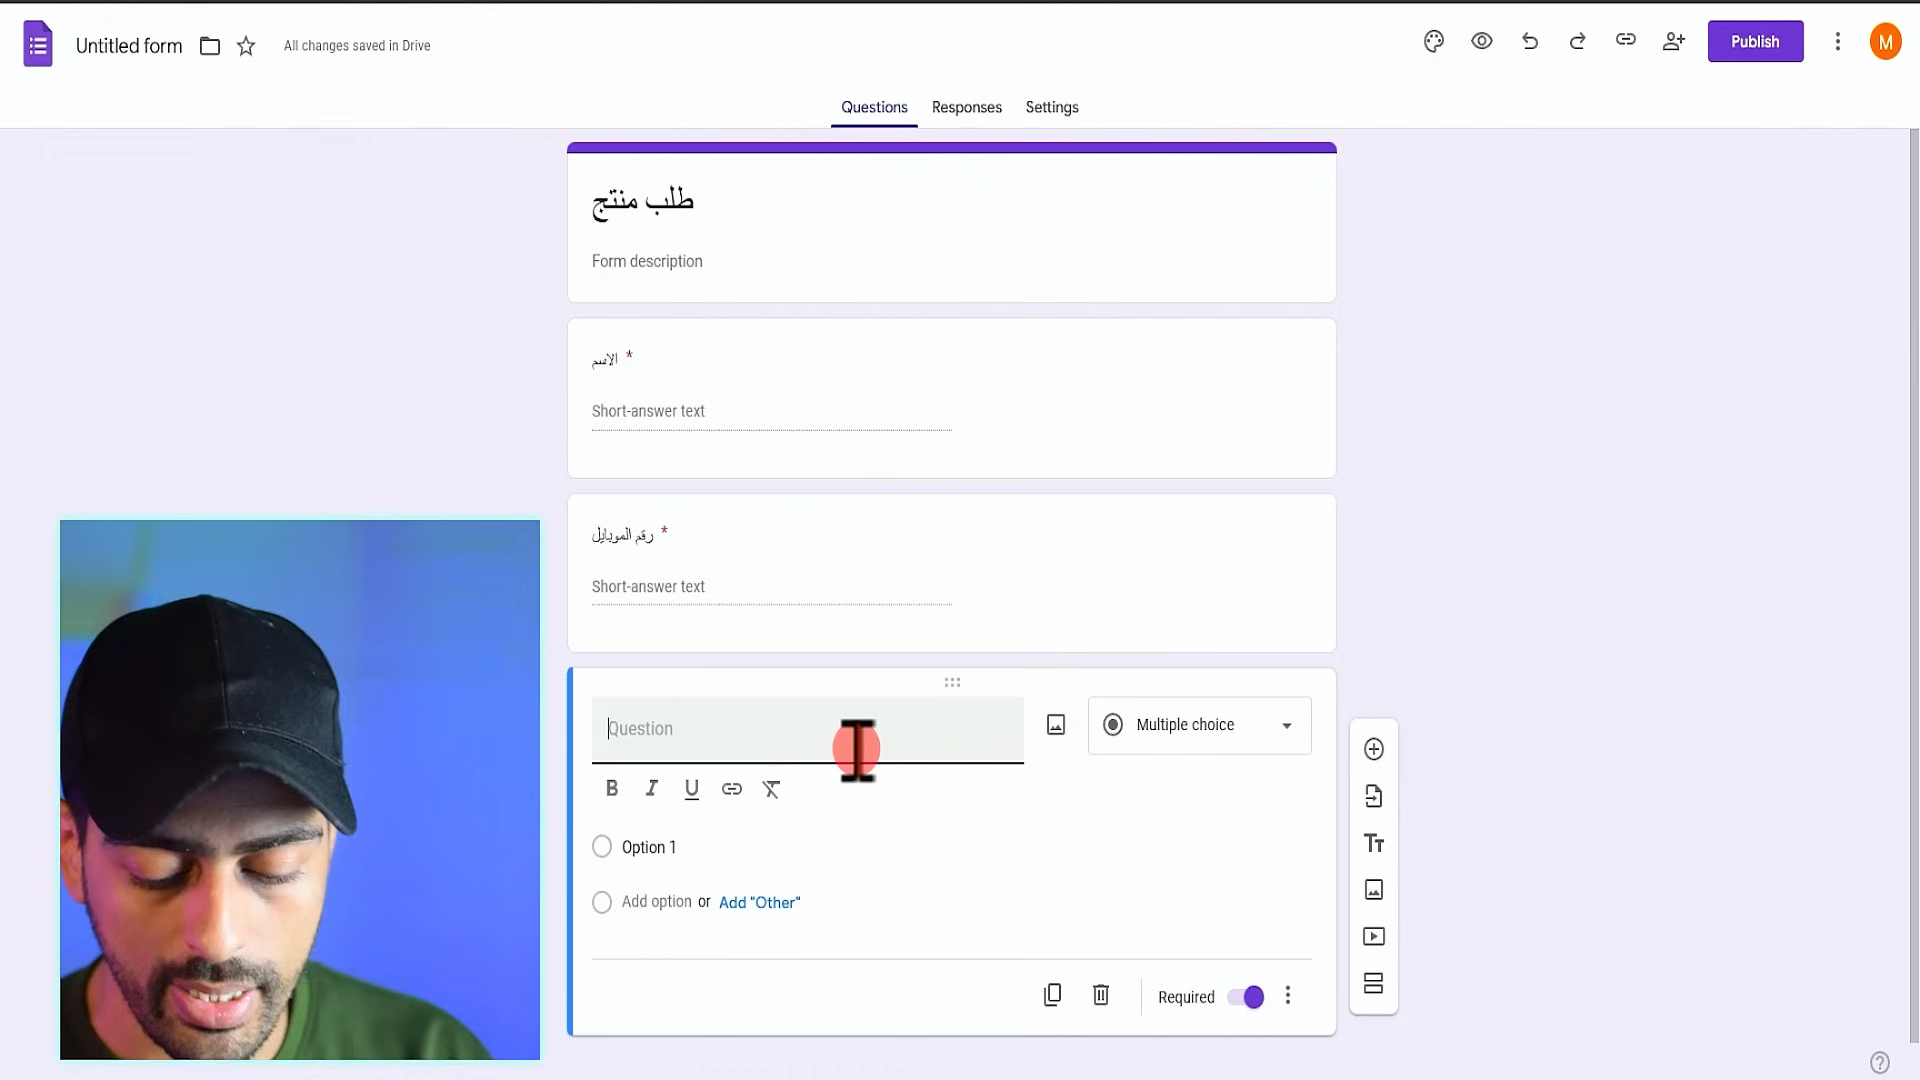 Untitled form
All changes saved in Drive
Publish
M
Questions
Responses
Settings
طلب منتج
Form description
الاسم *
Short-answer text
رقم الموبايل *
Short-answer text
Question
Multiple choice
B I U
Option 1
Add option or Add "Other"
Required